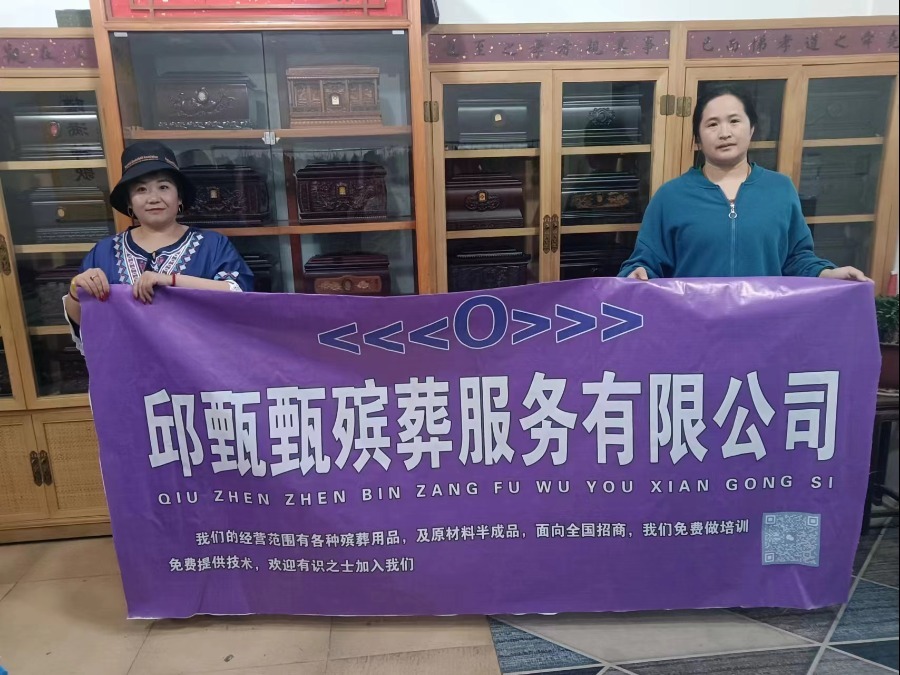 <<<O>>>
邱甄甄殡葬服务有限公司
QIU ZHEN ZHEN BIN ZANG FU WU YOU XIAN GONG SI
我们的经营范围有各种殡葬用品，及原材料半成品，面向全国招商，我们免费做培训
免费提供技术，欢迎有识之士加入我们